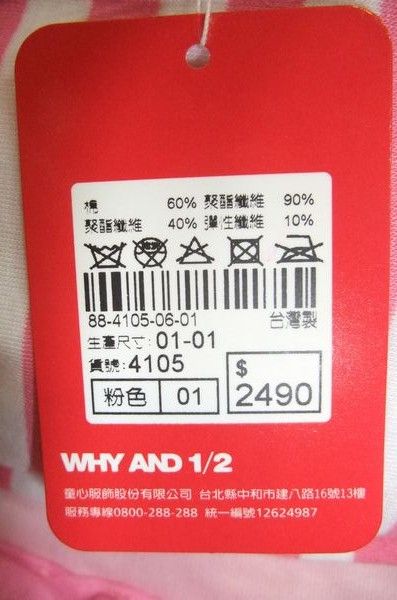 棉 60% 聚酯纖維 90%
聚酯纖維 40% 彈性纖維 10%
88-4105-06-01 台灣製
生產尺寸: 01-01
貨號: 4105
粉色 01 $ 2490
WHY AND 1/2
童心服飾股份有限公司 台北縣中和市建八路16號13樓
服務專線0800-288-288 統一編號12624987